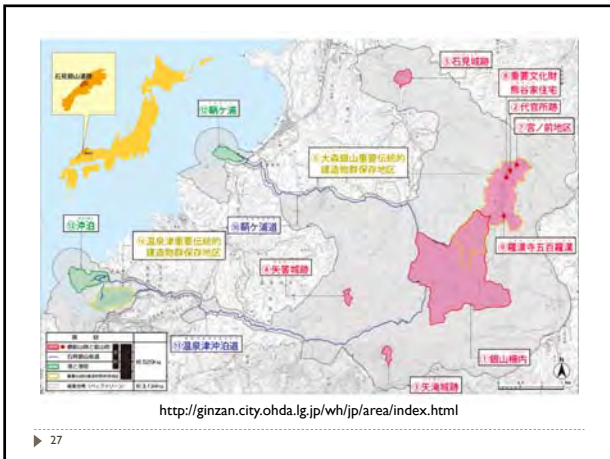 石見銀山遺跡
⑤石見城跡
⑧重要文化財
熊谷家住宅
②代官所跡
⑦宮ノ前地区
⑫鞆ケ浦
⑥大森銀山重要伝統的
建造物群保存地区
⑬沖泊
⑩鞆ケ浦道
⑭温泉津重要伝統的
建造物群保存地区
⑨羅漢寺五百羅漢
④矢筈城跡
⑪温泉津沖泊道
①銀山柵内
③矢滝城跡
N
http://ginzan.city.ohda.lg.jp/wh/jp/area/index.html
27